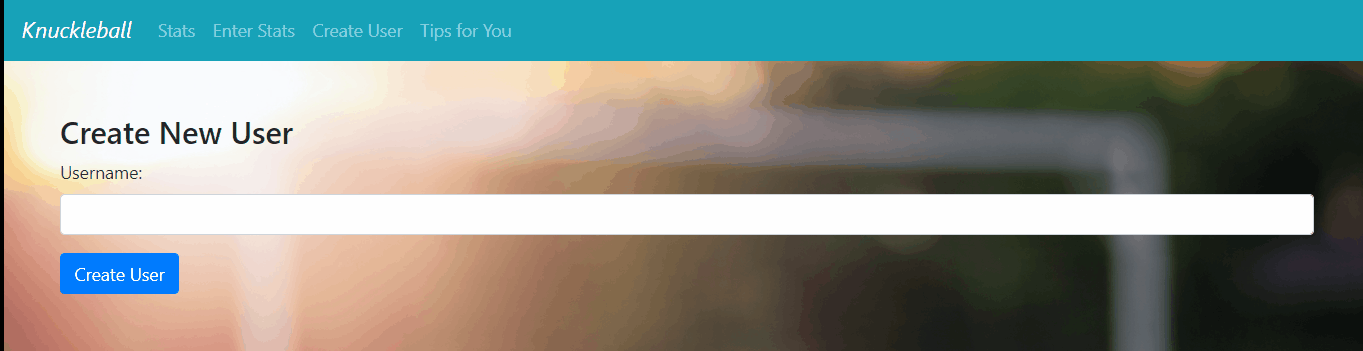 Knuckleball Stats Enter Stats Create User Tips for You
Create New User
Username:
Create User